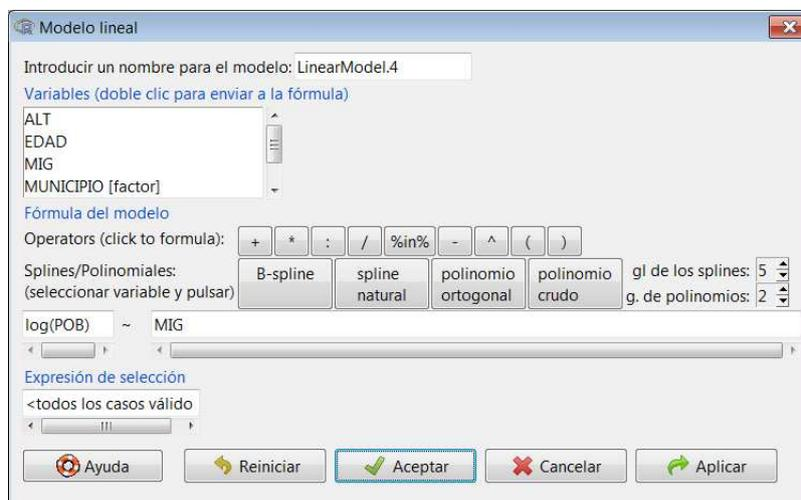 Modelo lineal
Introducir un nombre para el modelo: LinearModel.4
Variables (doble clic para enviar a la fórmula)
ALT
EDAD
MIG
MUNICIPIO [factor]
Fórmula del modelo
Operators (click to formula): + * : / %in% - ^ ( )
Splines/Polinomiales:
(seleccionar variable y pulsar)
B-spline
spline
natural
polinomio
ortogonal
polinomio
crudo
gl de los splines: 5
g. de polinomios: 2
log(POB) ~ MIG
Expresión de selección
<todos los casos válido
Ayuda Reiniciar Aceptar Cancelar Aplicar